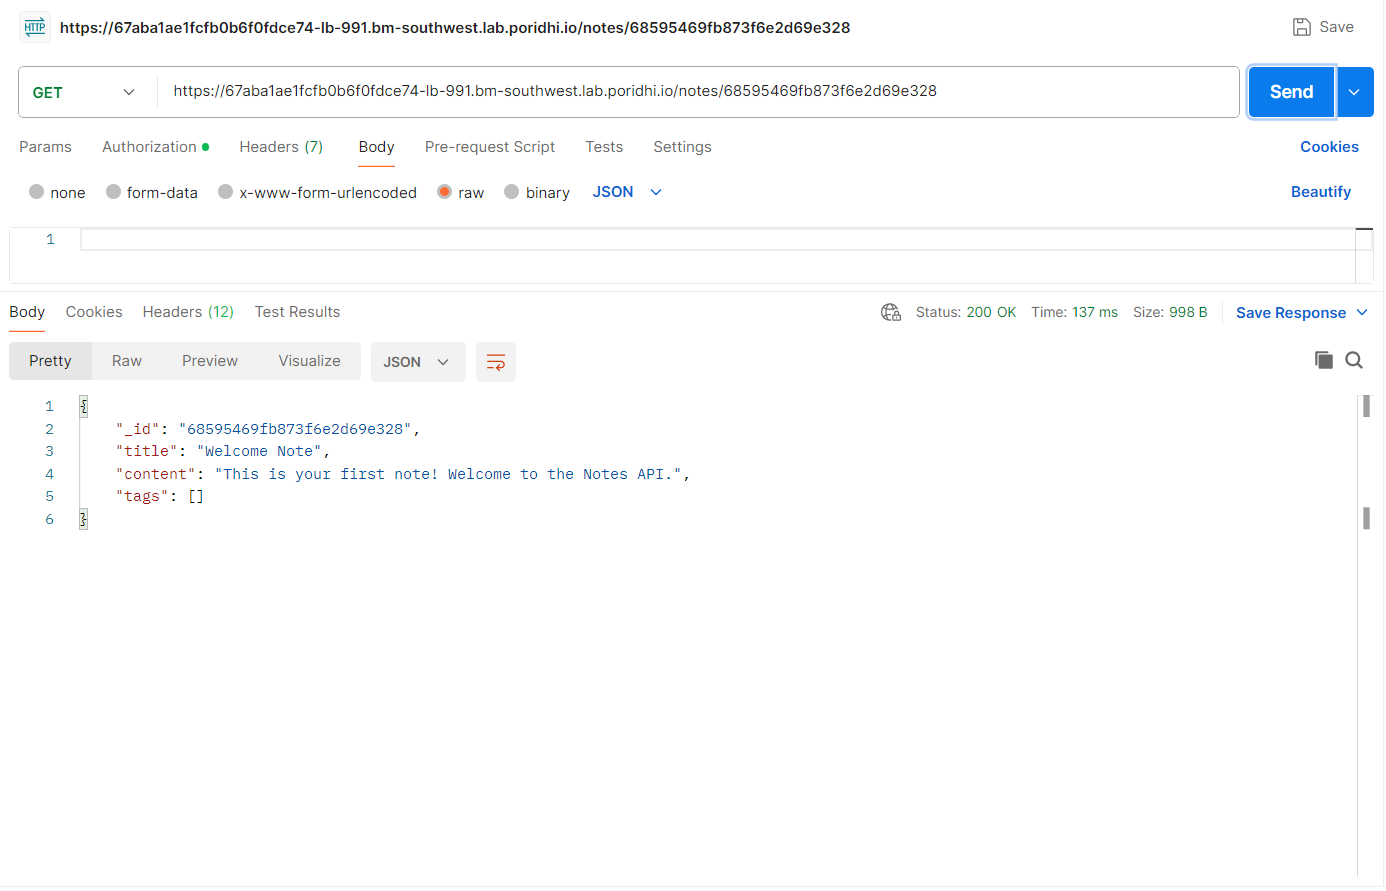 HTTP https://67aba1ae1fcfb0b6f0fdce74-lb-991.bm-southwest.lab.poridhi.io/notes/68595469fb873f6e2d69e328 Save
GET https://67aba1ae1fcfb0b6f0fdce74-lb-991.bm-southwest.lab.poridhi.io/notes/68595469fb873f6e2d69e328 Send
Params Authorization Headers (7) Body Pre-request Script Tests Settings Cookies
none form-data x-www-form-urlencoded raw binary JSON Beautify
1
Body Cookies Headers (12) Test Results Status: 200 OK Time: 137 ms Size: 998 B Save Response
Pretty Raw Preview Visualize JSON
1 {
2 "_id": "68595469fb873f6e2d69e328",
3 "title": "Welcome Note",
4 "content": "This is your first note! Welcome to the Notes API.",
5 "tags": []
6 }